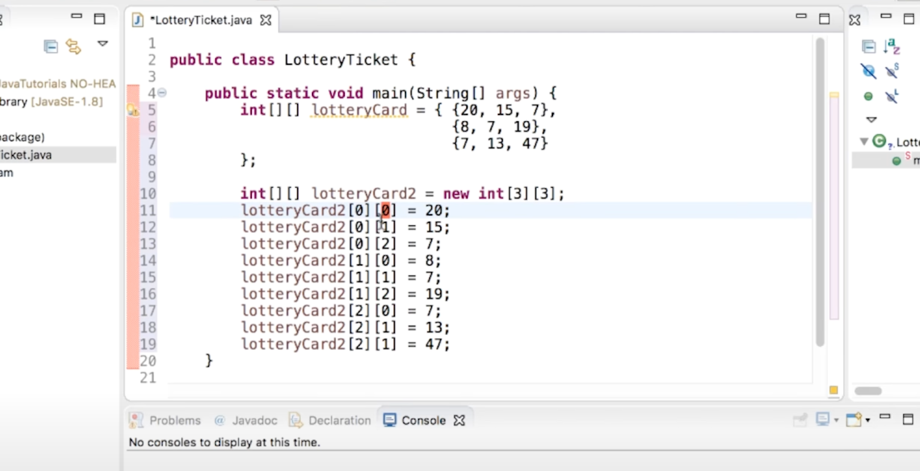 *LotteryTicket.java
JavaTutorials NO-HEA
ibrary [JavaSE-1.8]
package)
icket.java
am
1
2 public class LotteryTicket {
3
4 public static void main(String[] args) {
5 int[][] lotteryCard = { {20, 15, 7},
6 {8, 7, 19},
7 {7, 13, 47}
8 };
9
10 int[][] lotteryCard2 = new int[3][3];
11 lotteryCard2[0][0] = 20;
12 lotteryCard2[0][1] = 15;
13 lotteryCard2[0][2] = 7;
14 lotteryCard2[1][0] = 8;
15 lotteryCard2[1][1] = 7;
16 lotteryCard2[1][2] = 19;
17 lotteryCard2[2][0] = 7;
18 lotteryCard2[2][1] = 13;
19 lotteryCard2[2][1] = 47;
20 }
21
Lott
Problems @ Javadoc Declaration Console
No consoles to display at this time.